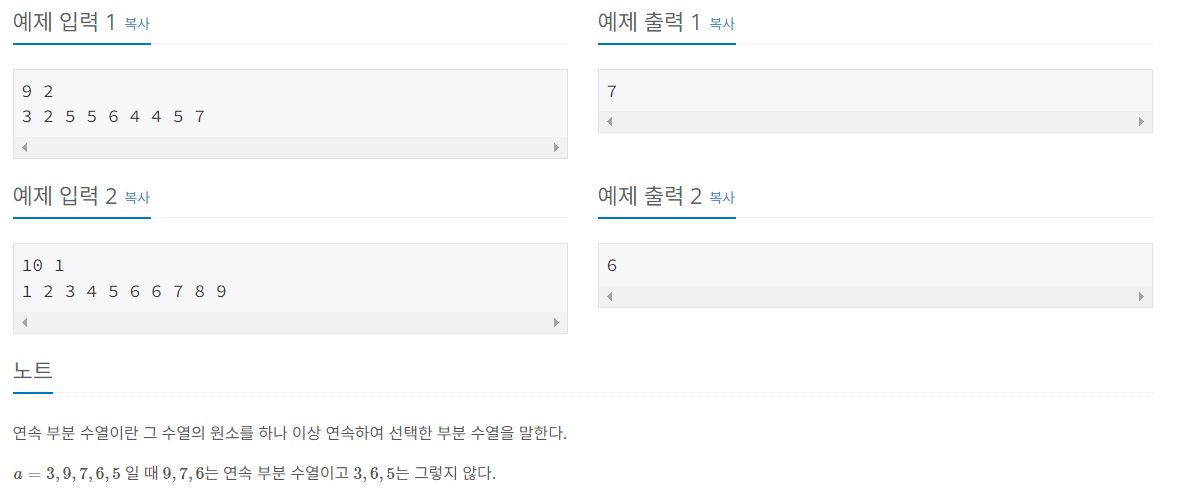 예제 입력 1 복사
9 2
3 2 5 5 6 4 4 5 7
예제 출력 1 복사
7
예제 입력 2 복사
10 1
1 2 3 4 5 6 6 7 8 9
예제 출력 2 복사
6
노트
연속 부분 수열이란 그 수열의 원소를 하나 이상 연속하여 선택한 부분 수열을 말한다.
a = 3, 9, 7, 6, 5 일 때 9, 7, 6는 연속 부분 수열이고 3, 6, 5는 그렇지 않다.